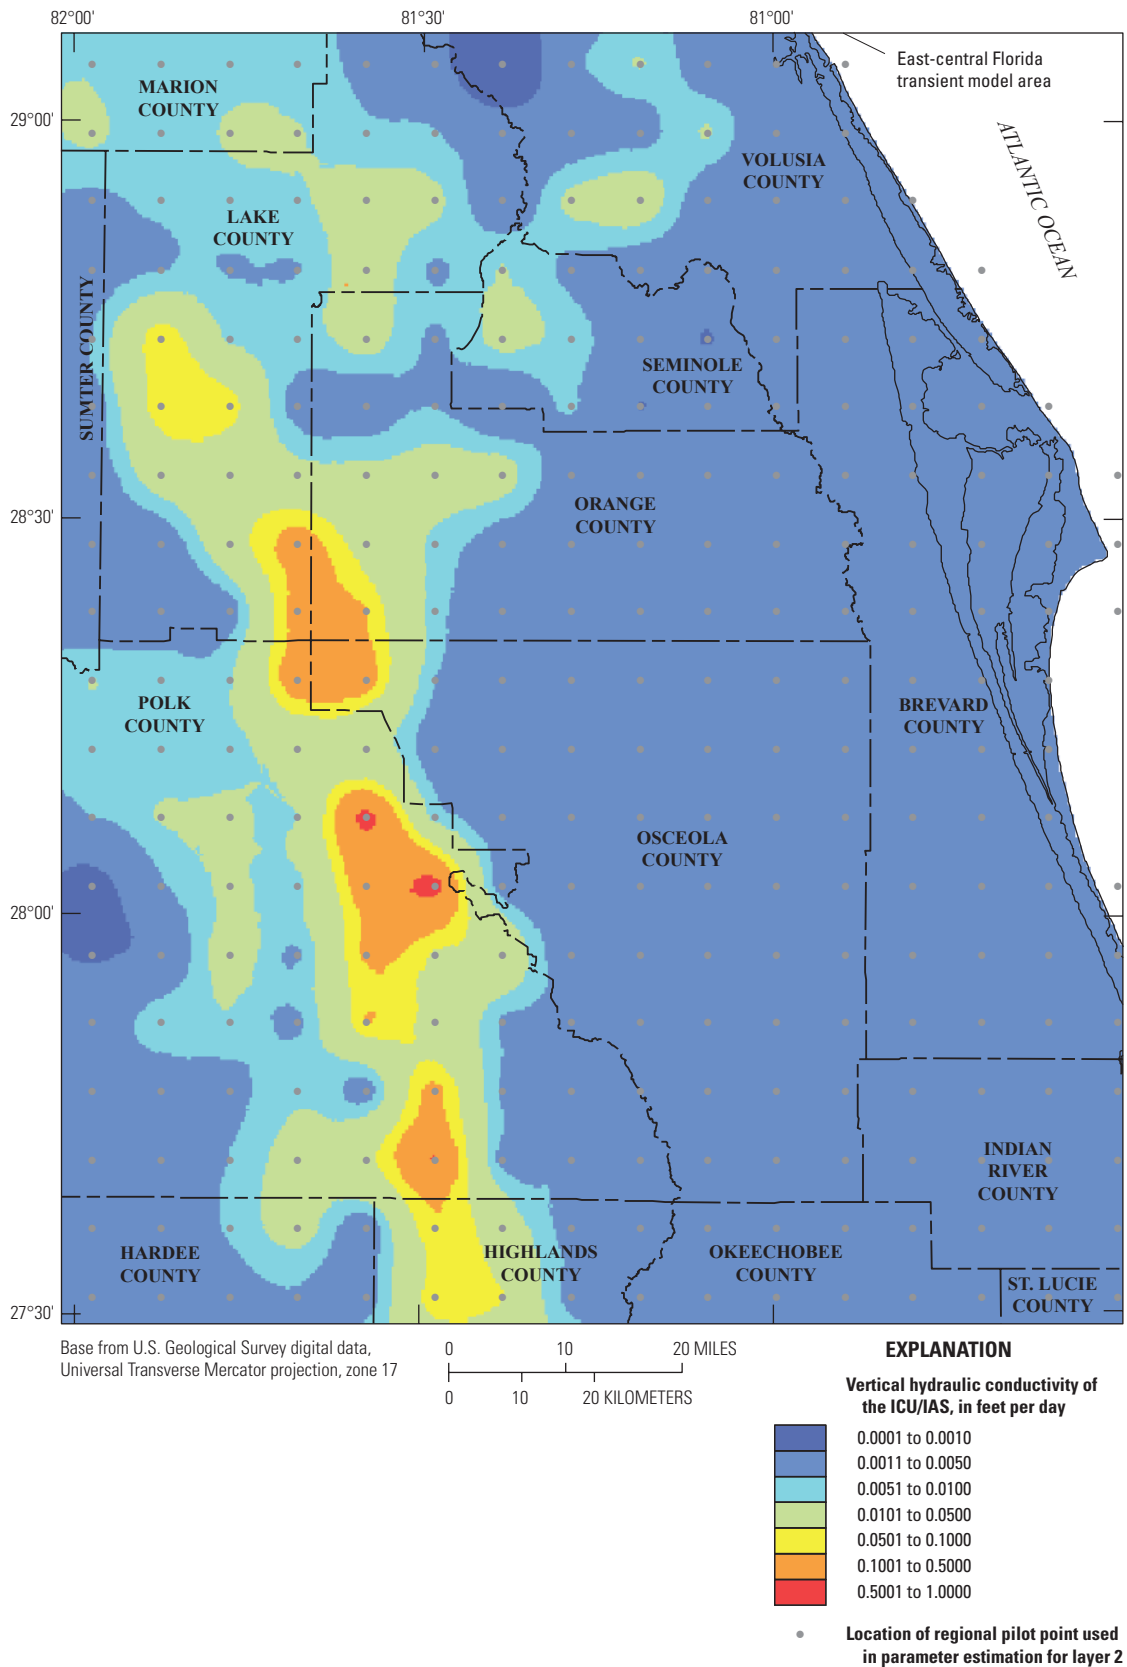 82°00'
81°30'
81°00'
East-central Florida
transient model area
MARION
COUNTY
29°00'
ATLANTIC OCEAN
VOLUSIA
COUNTY
LAKE
COUNTY
SUMTER COUNTY
SEMINOLE
COUNTY
28°30'
ORANGE
COUNTY
POLK
COUNTY
BREVARD
COUNTY
OSCEOLA
COUNTY
28°00'
INDIAN
RIVER
COUNTY
HARDEE
COUNTY
HIGHLANDS
COUNTY
OKEECHOBEE
COUNTY
ST. LUCIE
COUNTY
27°30'
Base from U.S. Geological Survey digital data,
Universal Transverse Mercator projection, zone 17
0 10 20 MILES
0 10 20 KILOMETERS
EXPLANATION
Vertical hydraulic conductivity of
the ICU/IAS, in feet per day
0.0001 to 0.0010
0.0011 to 0.0050
0.0051 to 0.0100
0.0101 to 0.0500
0.0501 to 0.1000
0.1001 to 0.5000
0.5001 to 1.0000
Location of regional pilot point used
in parameter estimation for layer 2